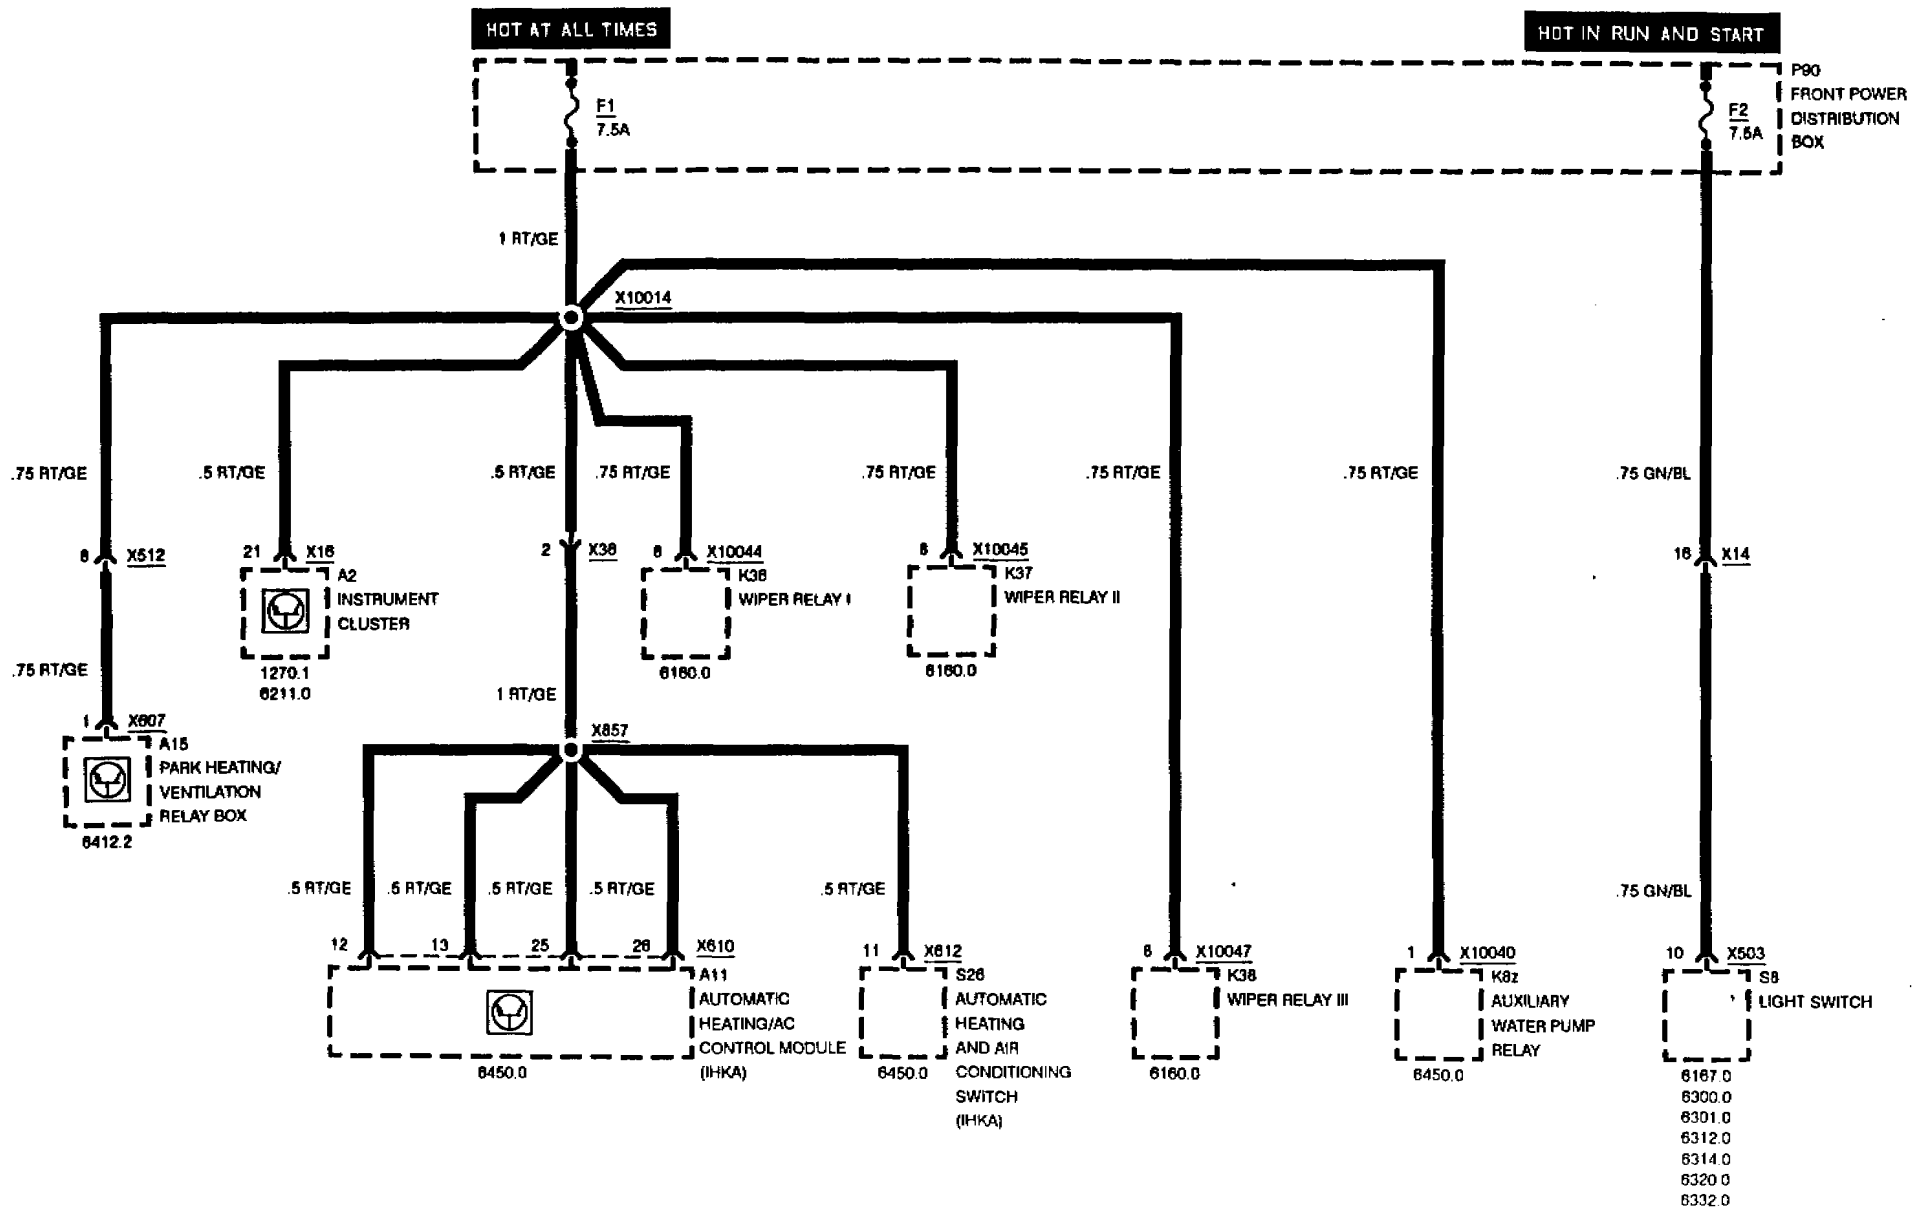 HOT AT ALL TIMES
HOT IN RUN AND START
F1
7.5A
F2
7.5A
P90
FRONT POWER
DISTRIBUTION
BOX
1 RT/GE
X10014
.75 RT/GE
.5 RT/GE
.5 RT/GE
.75 RT/GE
.75 RT/GE
.75 RT/GE
.75 RT/GE
.75 GN/BL
8 X512
21 X16
2 X36
6 X10044
6 X10045
16 X14
A2
INSTRUMENT
CLUSTER
1270.1
6211.0
K36
WIPER RELAY I
6160.0
K37
WIPER RELAY II
6160.0
.75 RT/GE
1 RT/GE
1 X607
A15
PARK HEATING/
VENTILATION
RELAY BOX
6412.2
X857
.5 RT/GE
.5 RT/GE
.5 RT/GE
.5 RT/GE
.5 RT/GE
.75 GN/BL
12
13
25
26 X610
11 X612
6 X10047
1 X10040
10 X503
A11
AUTOMATIC
HEATING/AC
CONTROL MODULE
(IHKA)
6450.0
S26
AUTOMATIC
HEATING
AND AIR
CONDITIONING
SWITCH
(IHKA)
6450.0
K38
WIPER RELAY III
6160.0
K8z
AUXILIARY
WATER PUMP
RELAY
6450.0
S8
LIGHT SWITCH
6167.0
6300.0
6301.0
6312.0
6314.0
6320.0
6332.0